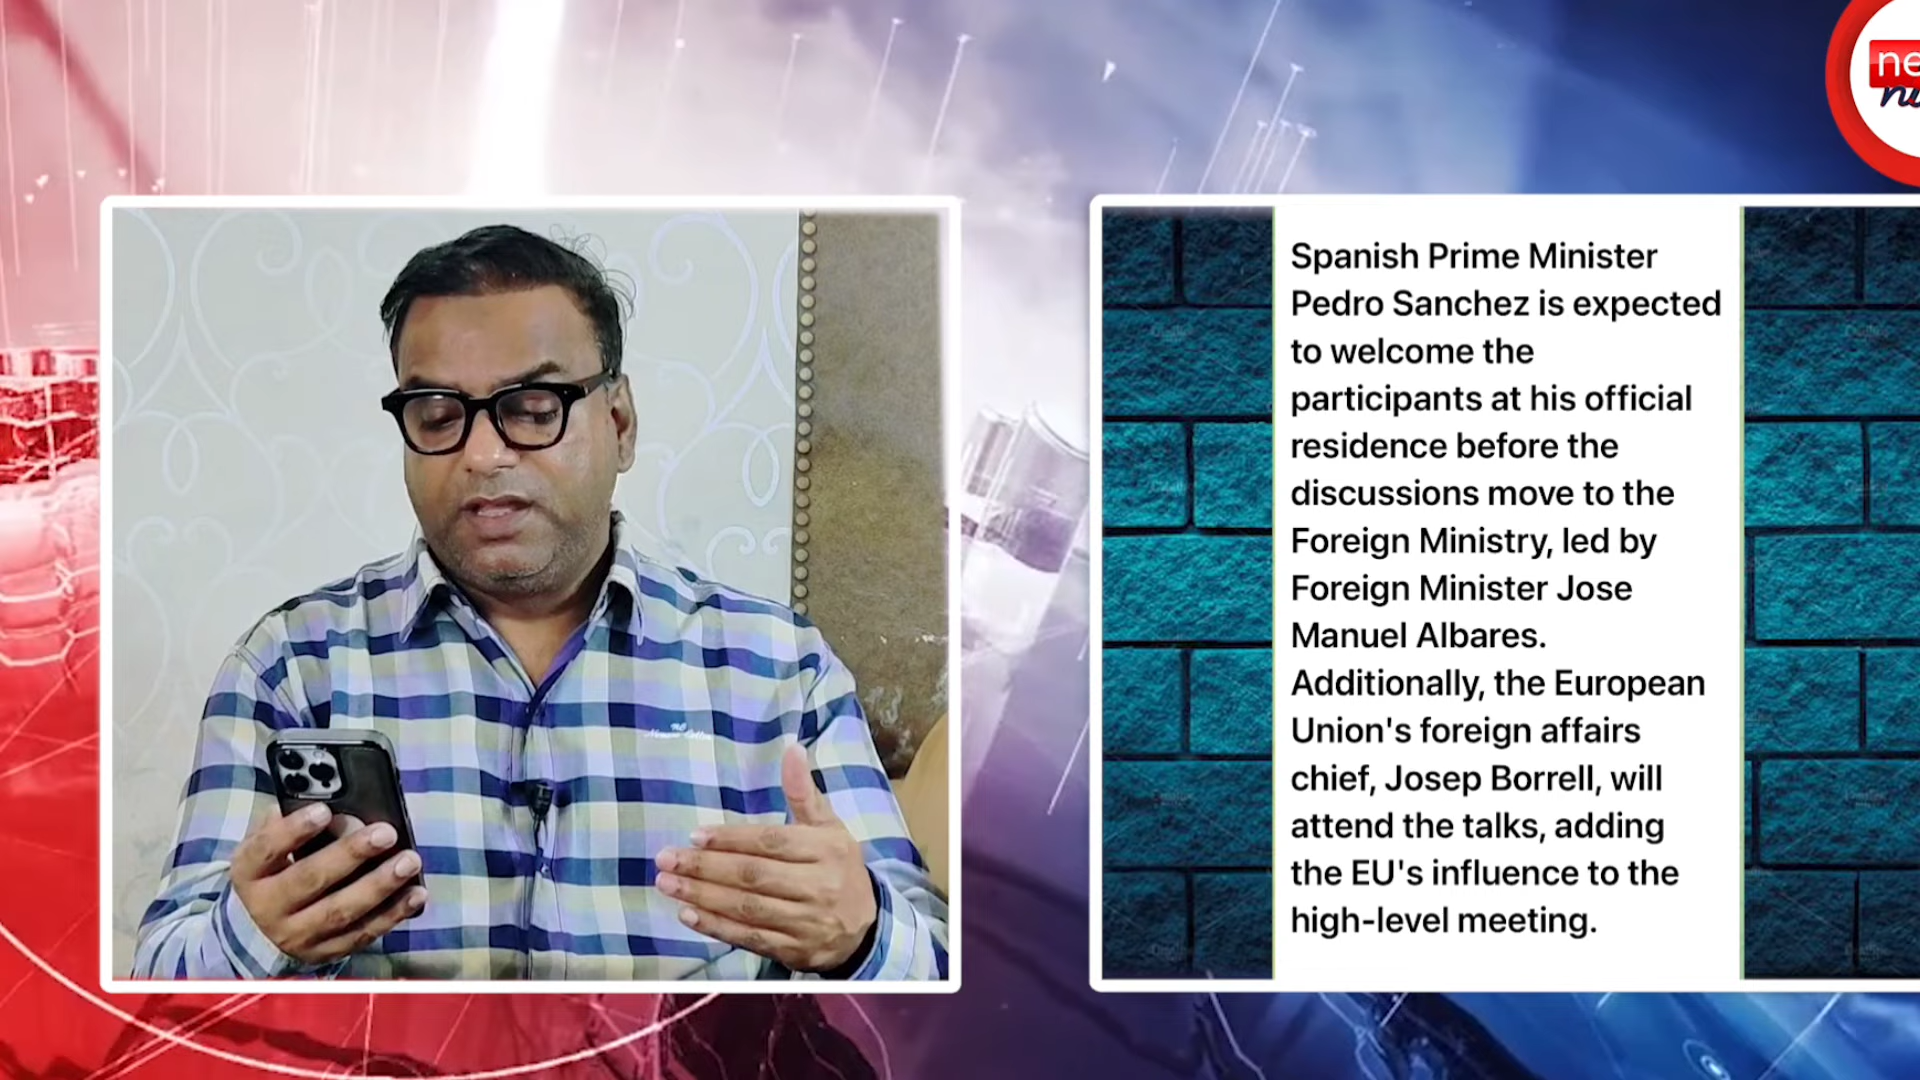 Spanish Prime Minister
Pedro Sanchez is expected
to welcome the
participants at his official
residence before the
discussions move to the
Foreign Ministry, led by
Foreign Minister Jose
Manuel Albares.
Additionally, the European
Union's foreign affairs
chief, Josep Borrell, will
attend the talks, adding
the EU's influence to the
high-level meeting.